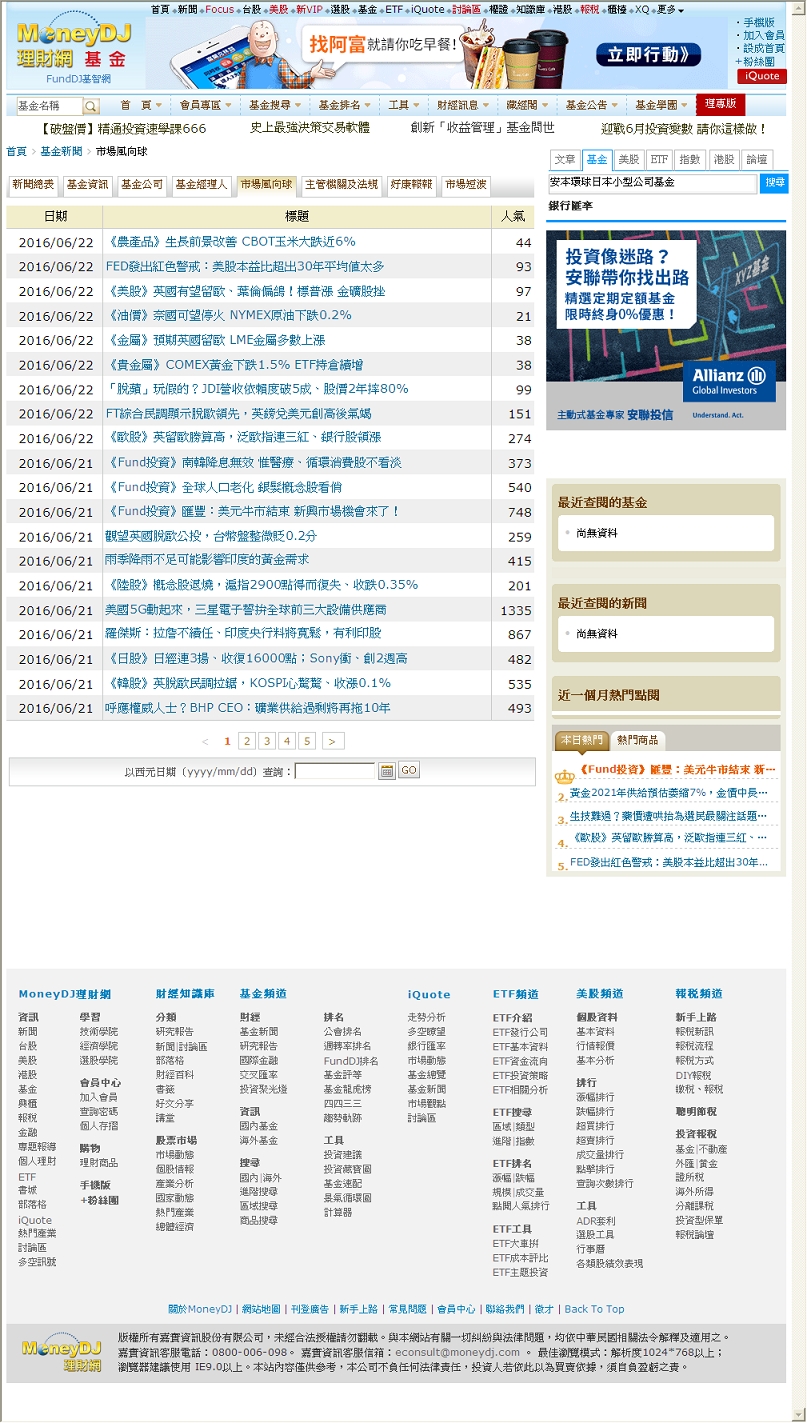 首頁 新聞 Focus 台股 美股 新VIP 選股 基金 ETF iQuote 討論區 權證 知識庫 港股 報稅 櫃檯 XQ 更多
MoneyDJ
理財網 基金
FundDJ基智網
找阿富就請你吃早餐!
立即行動》
手機版
加入會員
設成首頁
+粉絲團
iQuote
基金名稱
首 頁 會員專區 基金搜尋 基金排名 工具 財經訊息 藏經閣 基金公告 基金學園 理專版
【破盤價】精通投資速學課666 史上最強決策交易軟體 創新「收益管理」基金問世 迎戰6月投資變數 請你這樣做！
首頁 › 基金新聞 › 市場風向球
新聞總表 基金資訊 基金公司 基金經理人 市場風向球 主管機關及法規 好康報報 市場短波
日期 標題 人氣
2016/06/22 《農產品》生長前景改善 CBOT玉米大跌近6% 44
2016/06/22 FED發出紅色警戒：美股本益比超出30年平均值太多 93
2016/06/22 《美股》英國有望留歐、葉倫偏鴿！標普漲 金礦股挫 97
2016/06/22 《油價》奈國可望停火 NYMEX原油下跌0.2% 21
2016/06/22 《金屬》預期英國留歐 LME金屬多數上漲 38
2016/06/22 《貴金屬》COMEX黃金下跌1.5% ETF持倉續增 38
2016/06/22 「脫蘋」玩假的？JDI營收依賴度破5成、股價2年摔80% 99
2016/06/22 FT綜合民調顯示脫歐領先，英鎊兌美元創高後氣竭 151
2016/06/22 《歐股》英留歐勝算高，泛歐指連三紅、銀行股領漲 274
2016/06/21 《Fund投資》南韓降息無效 惟醫療、循環消費股不看淡 373
2016/06/21 《Fund投資》全球人口老化 銀髮概念股看俏 540
2016/06/21 《Fund投資》匯豐：美元牛市結束 新興市場機會來了！ 748
2016/06/21 觀望英國脫歐公投，台幣盤整微貶0.2分 259
2016/06/21 雨季降雨不足可能影響印度的黃金需求 415
2016/06/21 《陸股》概念股退燒，滬指2900點得而復失、收跌0.35% 201
2016/06/21 美國5G動起來，三星電子誓拚全球前三大設備供應商 1335
2016/06/21 羅傑斯：拉詹不續任、印度央行料將寬鬆，有利印股 867
2016/06/21 《日股》日經連3揚、收復16000點；Sony衝、創2週高 482
2016/06/21 《韓股》英脫歐民調拉鋸，KOSPI心驚驚、收漲0.1% 535
2016/06/21 呼應權威人士？BHP CEO：礦業供給過剩將再拖10年 493
< 1 2 3 4 5 >
以西元日期 (yyyy/mm/dd) 查詢： GO
文章 基金 美股 ETF 指數 港股 論壇
安本環球日本小型公司基金 搜尋
銀行匯率
投資像迷路？
安聯帶你找出路
精選定期定額基金
限時終身0%優惠！
XYZ基金
Allianz
Global Investors
主動式基金專家 安聯投信 Understand. Act.
最近查閱的基金
尚無資料
最近查閱的新聞
尚無資料
近一個月熱門點閱
本日熱門 熱門商品
《Fund投資》匯豐：美元牛市結束 新…
2. 黃金2021年供給預估萎縮7%，金價中長…
3. 生技難過？藥價遭哄抬為選民最關注話題…
4. 《歐股》英留歐勝算高，泛歐指連三紅、…
5. FED發出紅色警戒：美股本益比超出30年...
MoneyDJ理財網
資訊
新聞
台股
美股
港股
基金
興櫃
報稅
金融
專題報導
個人理財
ETF
書城
部落格
iQuote
熱門產業
討論區
多空訊號
學習
技術學院
經濟學院
選股學院
會員中心
加入會員
查詢密碼
個人存摺
購物
理財商品
手機版
+粉絲團
財經知識庫
分類
研究報告
新聞|討論區
部落格
財經百科
書籤
好文分享
講堂
股票市場
市場動態
個股情報
產業分析
國家動態
熱門產業
總體經濟
基金頻道
財經
基金新聞
研究報告
國際金融
交叉匯率
投資聚光燈
資訊
國內基金
海外基金
搜尋
國內|海外
進階搜尋
區域搜尋
商品搜尋
排名
公會排名
週轉率排名
FundDJ排名
基金評等
基金龍虎榜
四四三三
趨勢軌跡
工具
投資建議
投資藏寶圖
基金速配
景氣循環圖
計算器
iQuote
走勢分析
多空瞭望
銀行匯率
市場動態
基金總覽
基金新聞
市場觀點
討論區
ETF頻道
ETF介紹
ETF發行公司
ETF基本資料
ETF資金流向
ETF投資策略
ETF相關分析
ETF搜尋
區域|類型
進階|指數
ETF排名
漲幅|跌幅
規模|成交量
點閱人氣排行
ETF工具
ETF大車拚
ETF成本評比
ETF主題投資
美股頻道
個股資料
基本資料
行情報價
基本分析
排行
漲幅排行
跌幅排行
超買排行
超賣排行
成交量排行
點擊排行
查詢次數排行
工具
ADR套利
選股工具
行事曆
各類股績效表現
報稅頻道
新手上路
報稅新訊
報稅流程
報稅方式
DIY報稅
繳稅、報稅
聰明節稅
投資報稅
基金|不動產
外匯|黃金
證所稅
海外所得
分離課稅
投資型保單
報稅論壇
關於MoneyDJ | 網站地圖 | 刊登廣告 | 新手上路 | 常見問題 | 會員中心 | 聯絡我們 | 徵才 | Back To Top
MoneyDJ
理財網
版權所有嘉實資訊股份有限公司，未經合法授權請勿翻載。與本網站有關一切糾紛與法律問題，均依中華民國相關法令解釋及適用之。
嘉實資訊客服電話：0800-006-098。 嘉實資訊客服信箱：econsult@moneydj.com 。 最佳瀏覽模式：解析度1024*768以上；
瀏覽器建議使用 IE9.0以上。本站內容僅供參考，本公司不負任何法律責任，投資人若依此以為買賣依據，須自負盈虧之責。